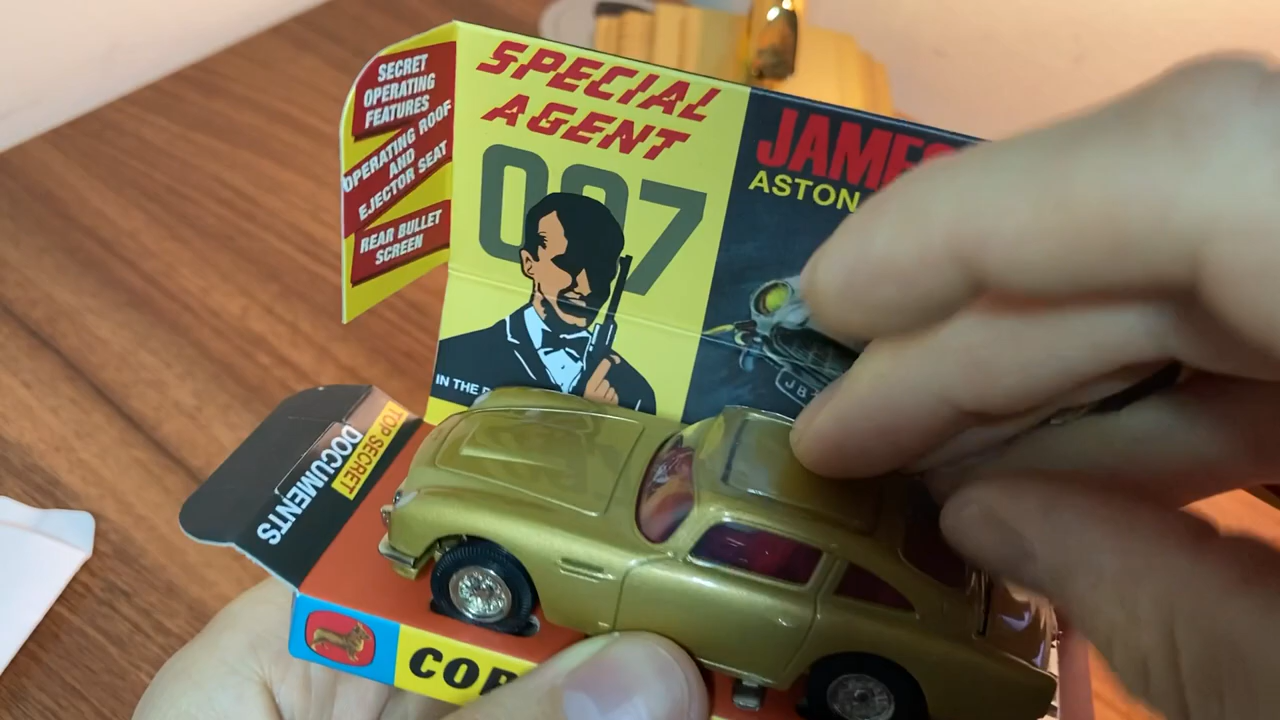 SECRET
OPERATING
FEATURES
OPERATING ROOF
AND
EJECTOR SEAT
REAR BULLET
SCREEN
SPECIAL
AGENT
007
IN THE
JAMES
ASTON
JB
TOP SECRET
DOCUMENTS
COR